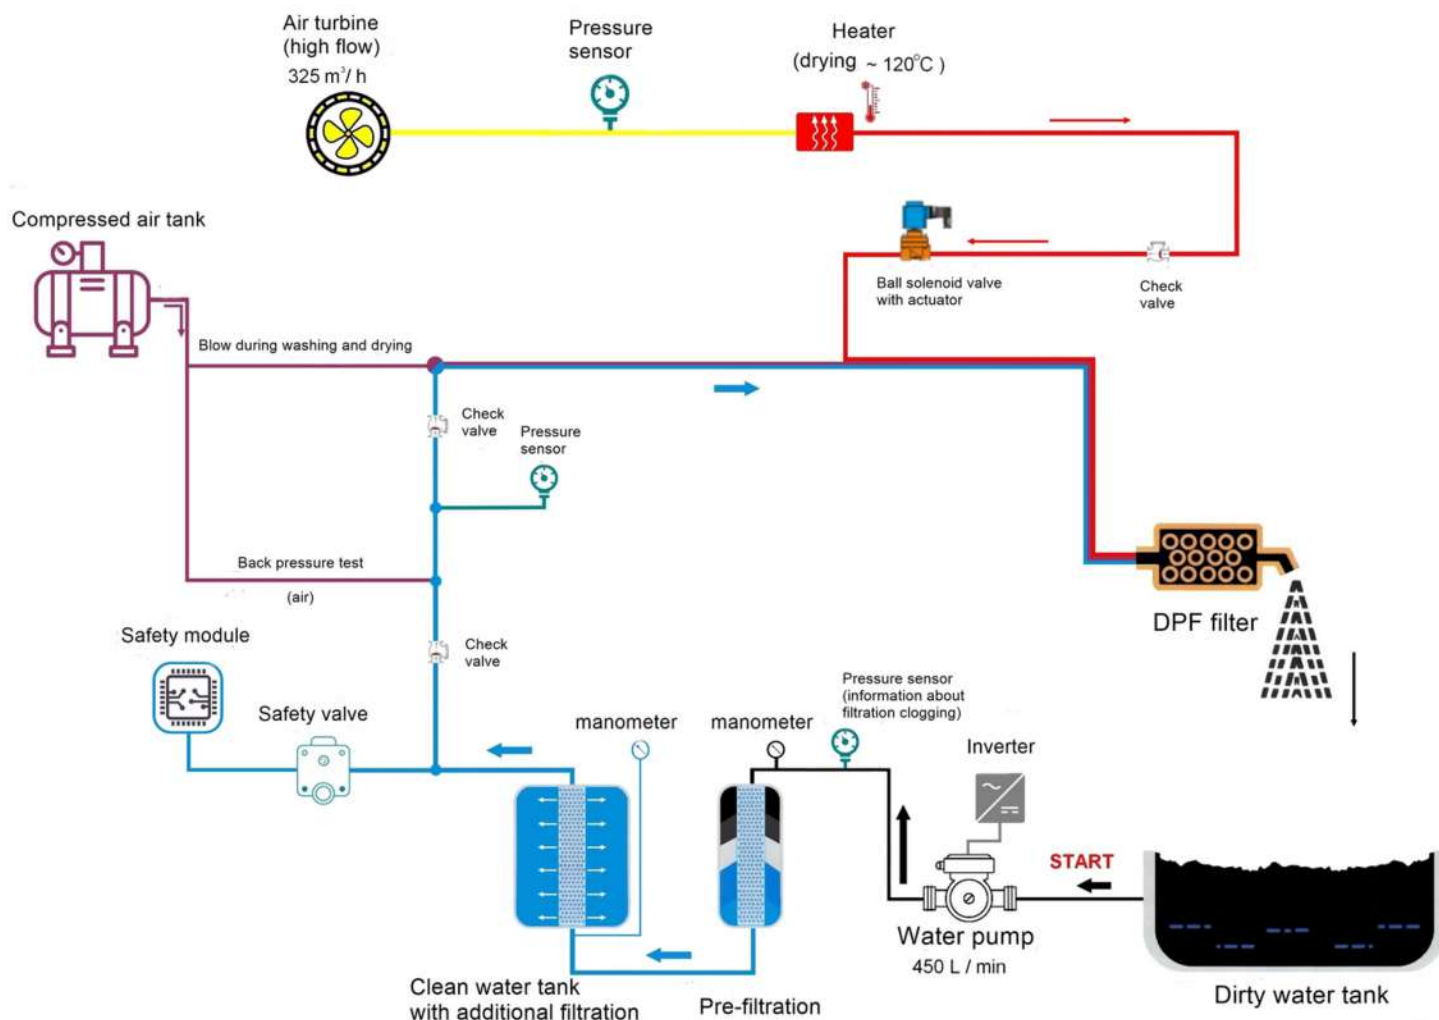 Air turbine
(high flow)
325 m³/ h
Pressure
sensor
Heater
(drying ~ 120°C )
Compressed air tank
Ball solenoid valve
with actuator
Check
valve
Blow during washing and drying
Check
valve
Pressure
sensor
Back pressure test
(air)
DPF filter
Safety module
Check
valve
Safety valve
Pressure sensor
(information about
filtration clogging)
manometer
manometer
Inverter
START
Water pump
450 L / min
Clean water tank
with additional filtration
Pre-filtration
Dirty water tank